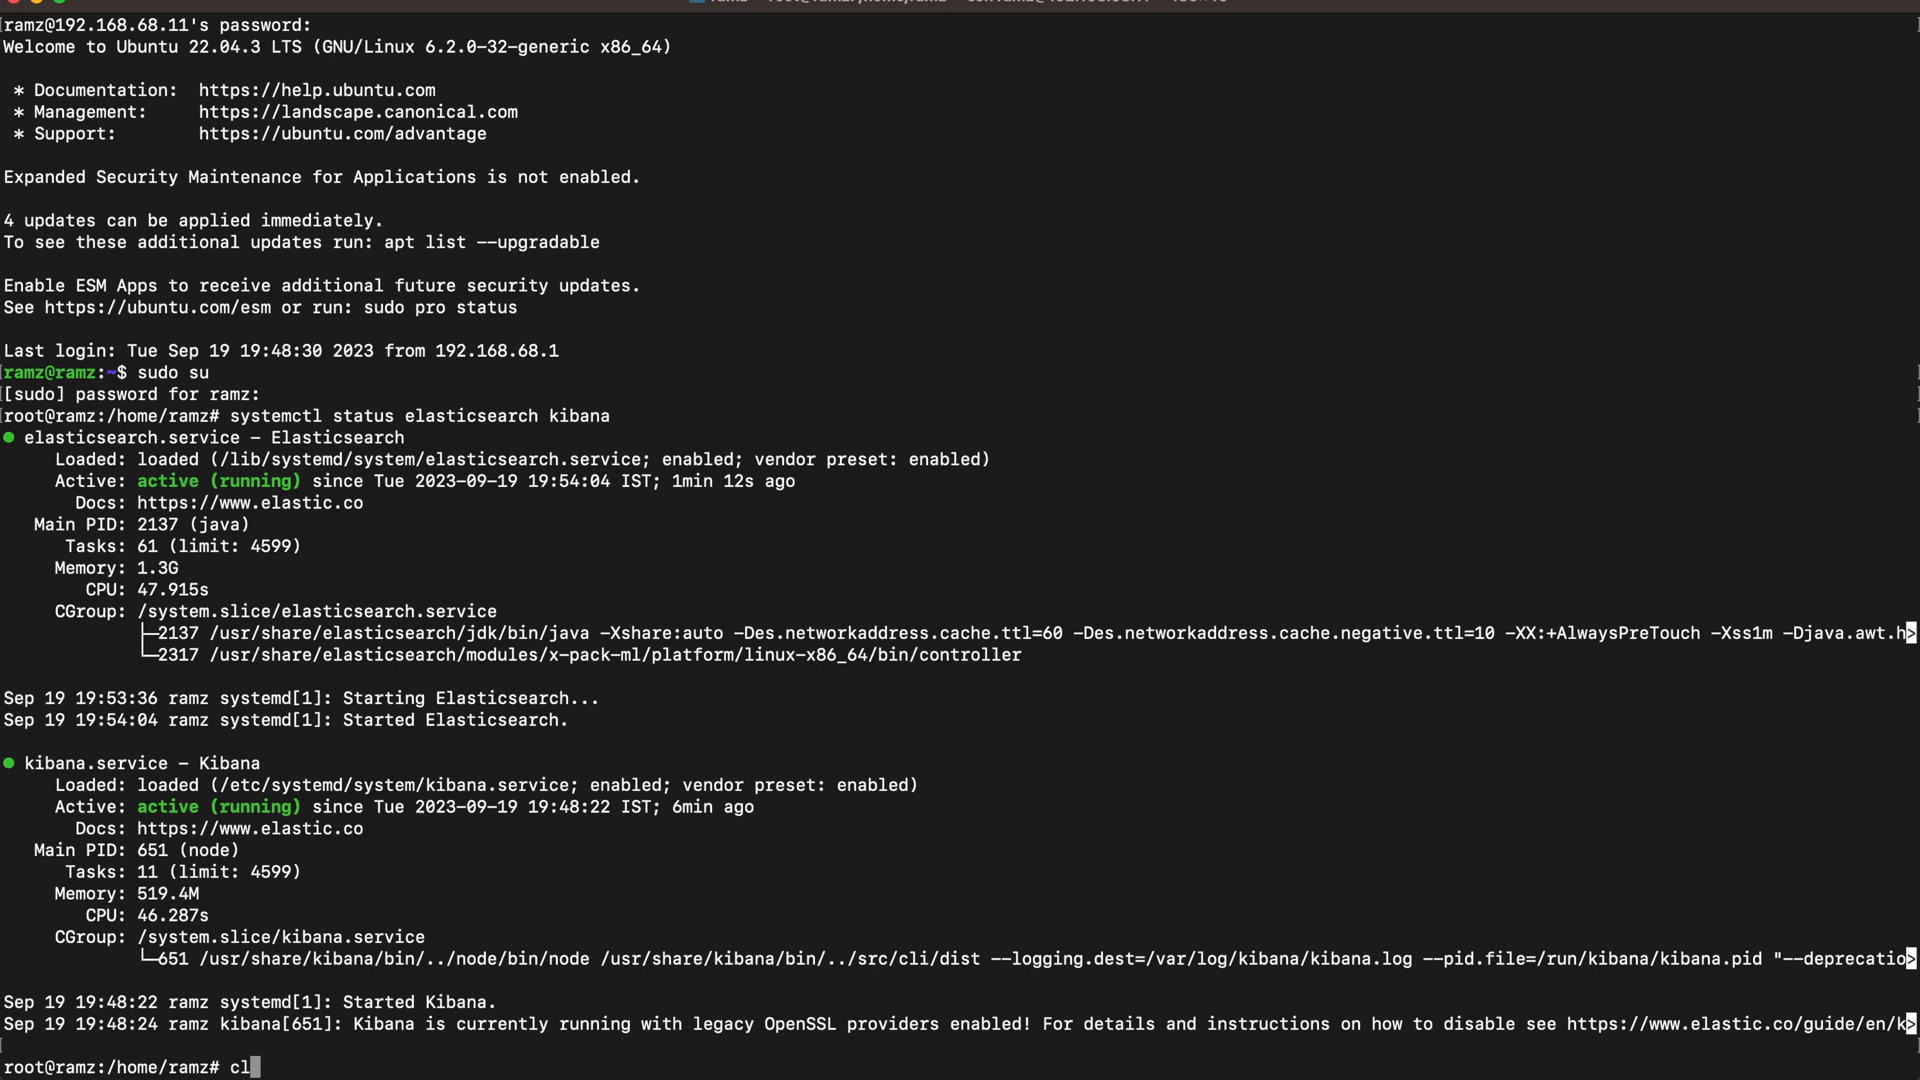 ramz@192.168.68.11's password:
Welcome to Ubuntu 22.04.3 LTS (GNU/Linux 6.2.0-32-generic x86_64)
* Documentation:  https://help.ubuntu.com
* Management:     https://landscape.canonical.com
* Support:        https://ubuntu.com/advantage
Expanded Security Maintenance for Applications is not enabled.
4 updates can be applied immediately.
To see these additional updates run: apt list --upgradable
Enable ESM Apps to receive additional future security updates.
See https://ubuntu.com/esm or run: sudo pro status
Last login: Tue Sep 19 19:48:30 2023 from 192.168.68.1
ramz@ramz:~$ sudo su
[sudo] password for ramz:
root@ramz:/home/ramz# systemctl status elasticsearch kibana
● elasticsearch.service - Elasticsearch
Loaded: loaded (/lib/systemd/system/elasticsearch.service; enabled; vendor preset: enabled)
Active: active (running) since Tue 2023-09-19 19:54:04 IST; 1min 12s ago
Docs: https://www.elastic.co
Main PID: 2137 (java)
Tasks: 61 (limit: 4599)
Memory: 1.3G
CPU: 47.915s
CGroup: /system.slice/elasticsearch.service
├─2137 /usr/share/elasticsearch/jdk/bin/java -Xshare:auto -Des.networkaddress.cache.ttl=60 -Des.networkaddress.cache.negative.ttl=10 -XX:+AlwaysPreTouch -Xss1m -Djava.awt.h>
└─2317 /usr/share/elasticsearch/modules/x-pack-ml/platform/linux-x86_64/bin/controller
Sep 19 19:53:36 ramz systemd[1]: Starting Elasticsearch...
Sep 19 19:54:04 ramz systemd[1]: Started Elasticsearch.
● kibana.service - Kibana
Loaded: loaded (/etc/systemd/system/kibana.service; enabled; vendor preset: enabled)
Active: active (running) since Tue 2023-09-19 19:48:22 IST; 6min ago
Docs: https://www.elastic.co
Main PID: 651 (node)
Tasks: 11 (limit: 4599)
Memory: 519.4M
CPU: 46.287s
CGroup: /system.slice/kibana.service
└─651 /usr/share/kibana/bin/../node/bin/node /usr/share/kibana/bin/../src/cli/dist --logging.dest=/var/log/kibana/kibana.log --pid.file=/run/kibana/kibana.pid "--deprecatio>
Sep 19 19:48:22 ramz systemd[1]: Started Kibana.
Sep 19 19:48:24 ramz kibana[651]: Kibana is currently running with legacy OpenSSL providers enabled! For details and instructions on how to disable see https://www.elastic.co/guide/en/k>
root@ramz:/home/ramz# cl